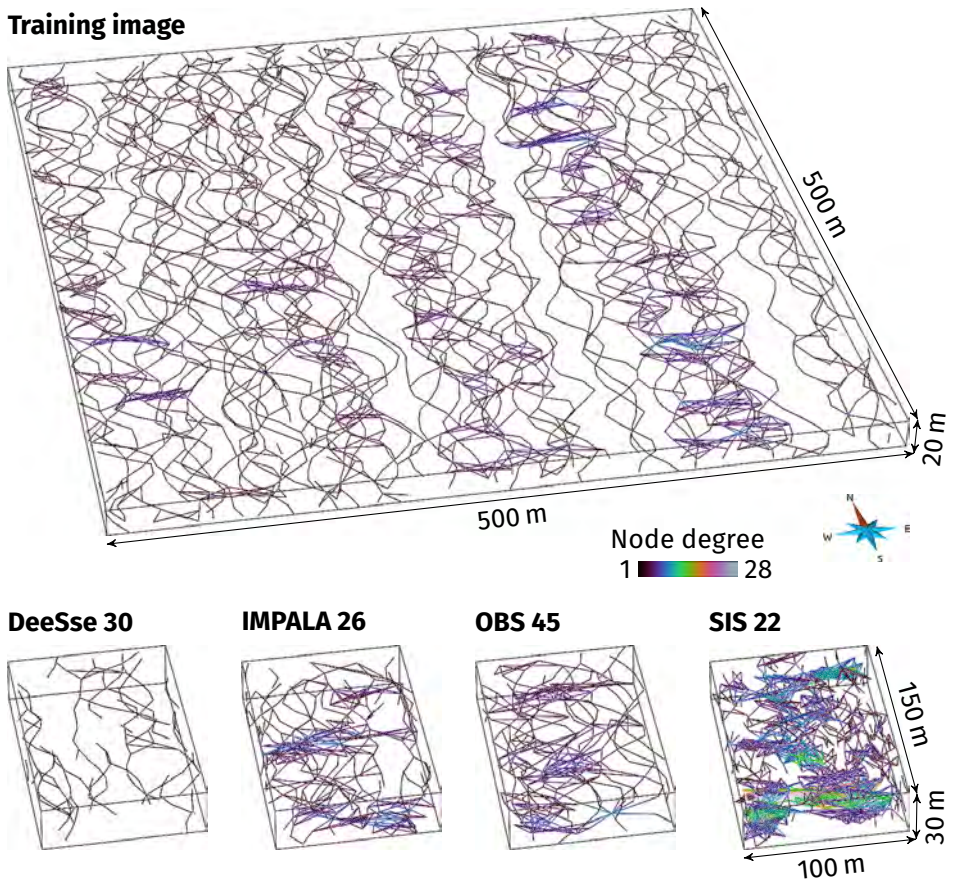 Training image
500 m
20 m
500 m
N
W
E
S
Node degree
1 28
DeeSse 30
IMPALA 26
OBS 45
SIS 22
150 m
30 m
100 m